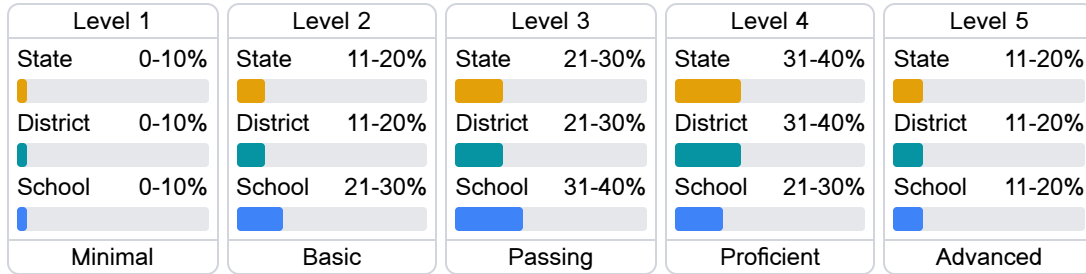 Level 1
State 0-10%
District 0-10%
School 0-10%
Minimal
Level 2
State 11-20%
District 11-20%
School 21-30%
Basic
Level 3
State 21-30%
District 21-30%
School 31-40%
Passing
Level 4
State 31-40%
District 31-40%
School 21-30%
Proficient
Level 5
State 11-20%
District 11-20%
School 11-20%
Advanced